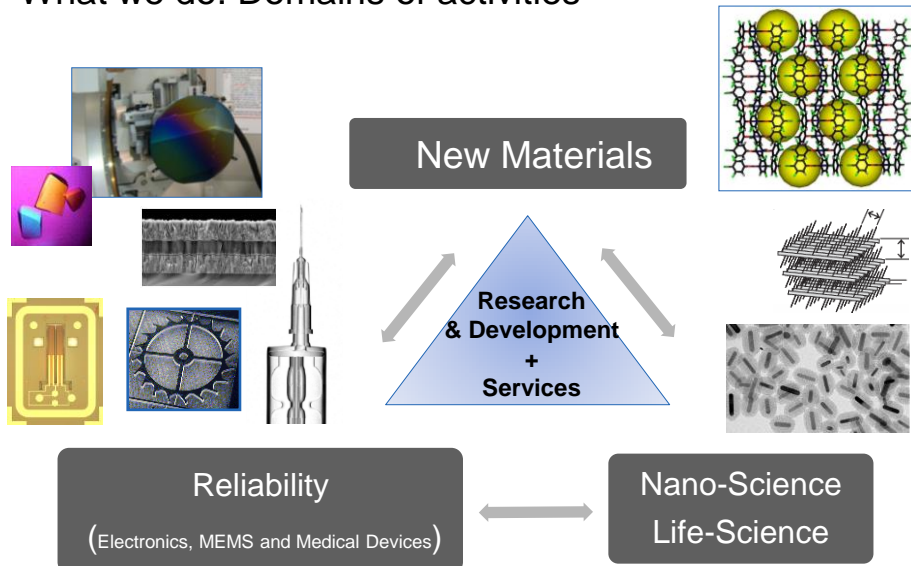 What we do: Domains of activities
New Materials
Research
& Development
+
Services
Reliability
(Electronics, MEMS and Medical Devices)
Nano-Science
Life-Science